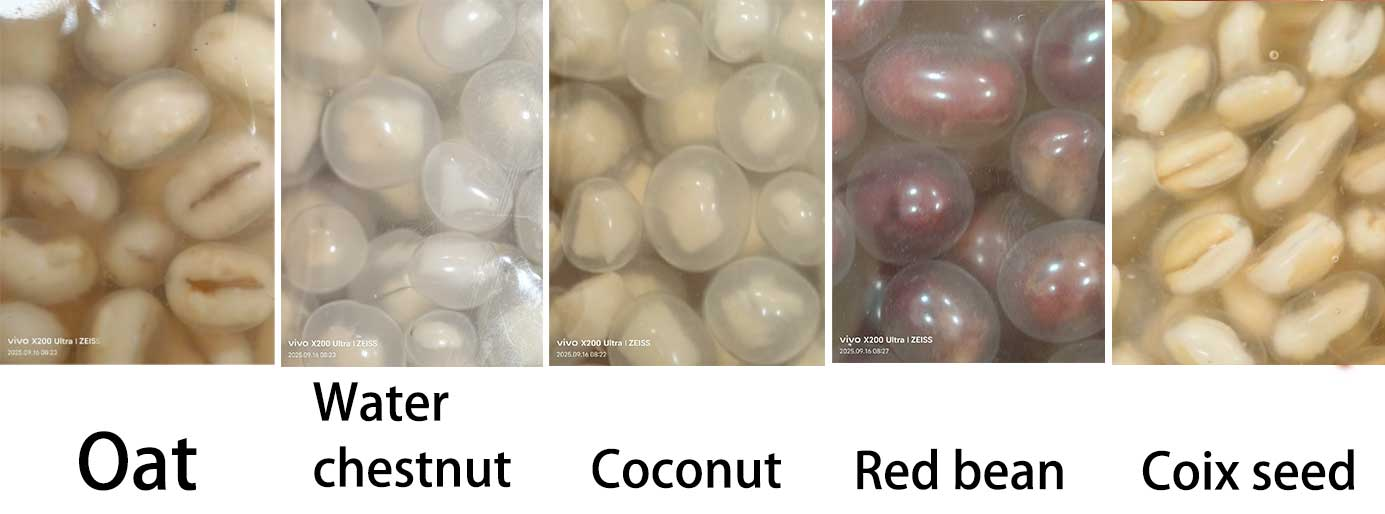 vivo X200 Ultra | ZEISS
2025.09.16 08:23
vivo X200 Ultra | ZEISS
2025.09.16 08:23
vivo X200 Ultra | ZEISS
2025.09.16 08:22
vivo X200 Ultra | ZEISS
2025.09.16 08:27
Oat
Water
chestnut
Coconut
Red bean
Coix seed